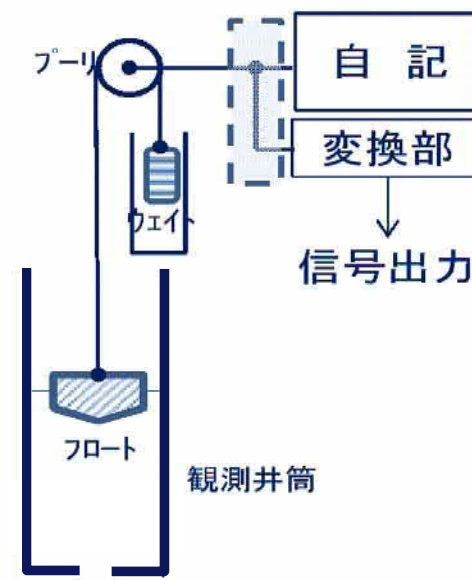 プーリ
自 記
変換部
ウェイト
信号出力
フロート
観測井筒